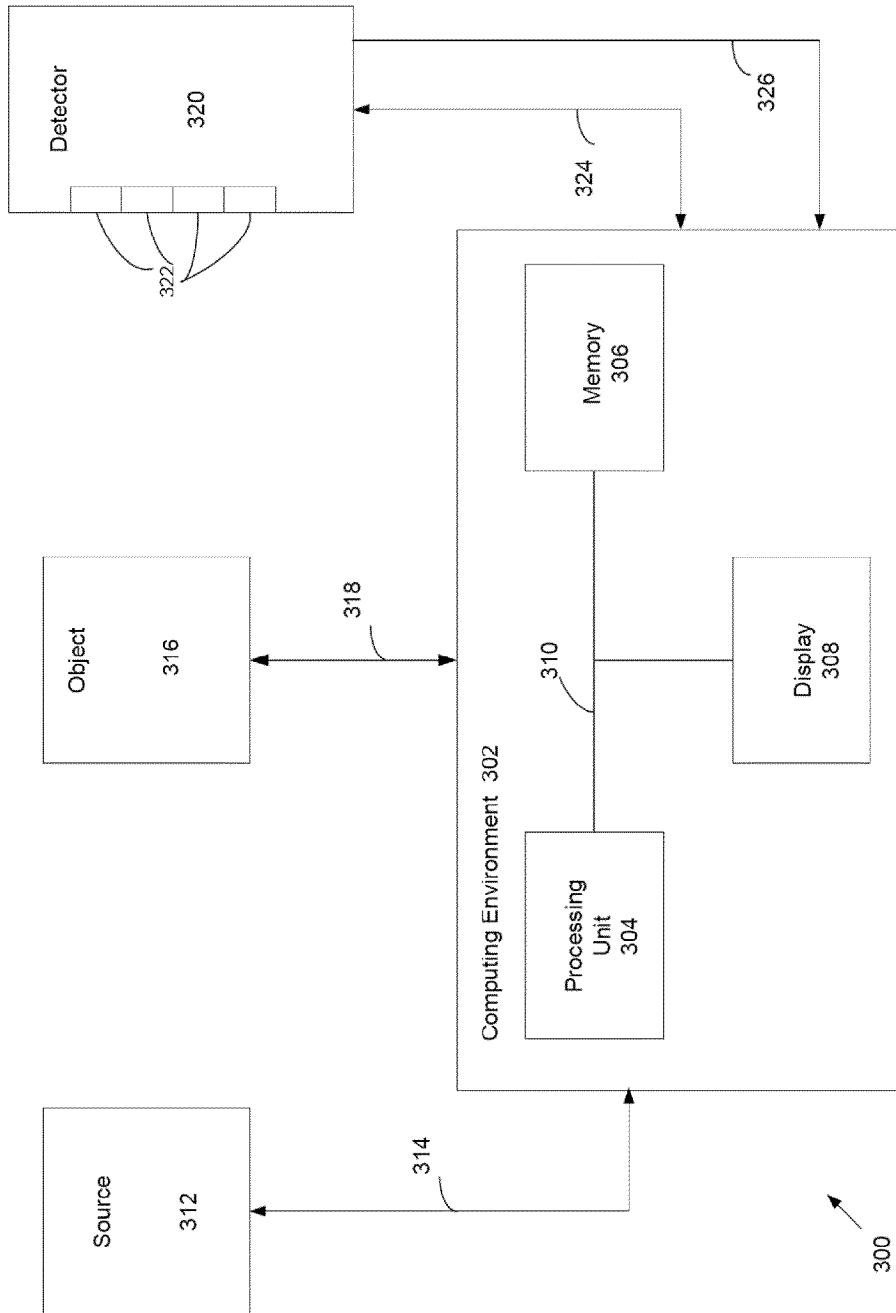 Source
312
Object
316
Detector
320
322
314
318
324
326
Computing Environment 302
310
Processing
Unit
304
Memory
306
Display
308
300